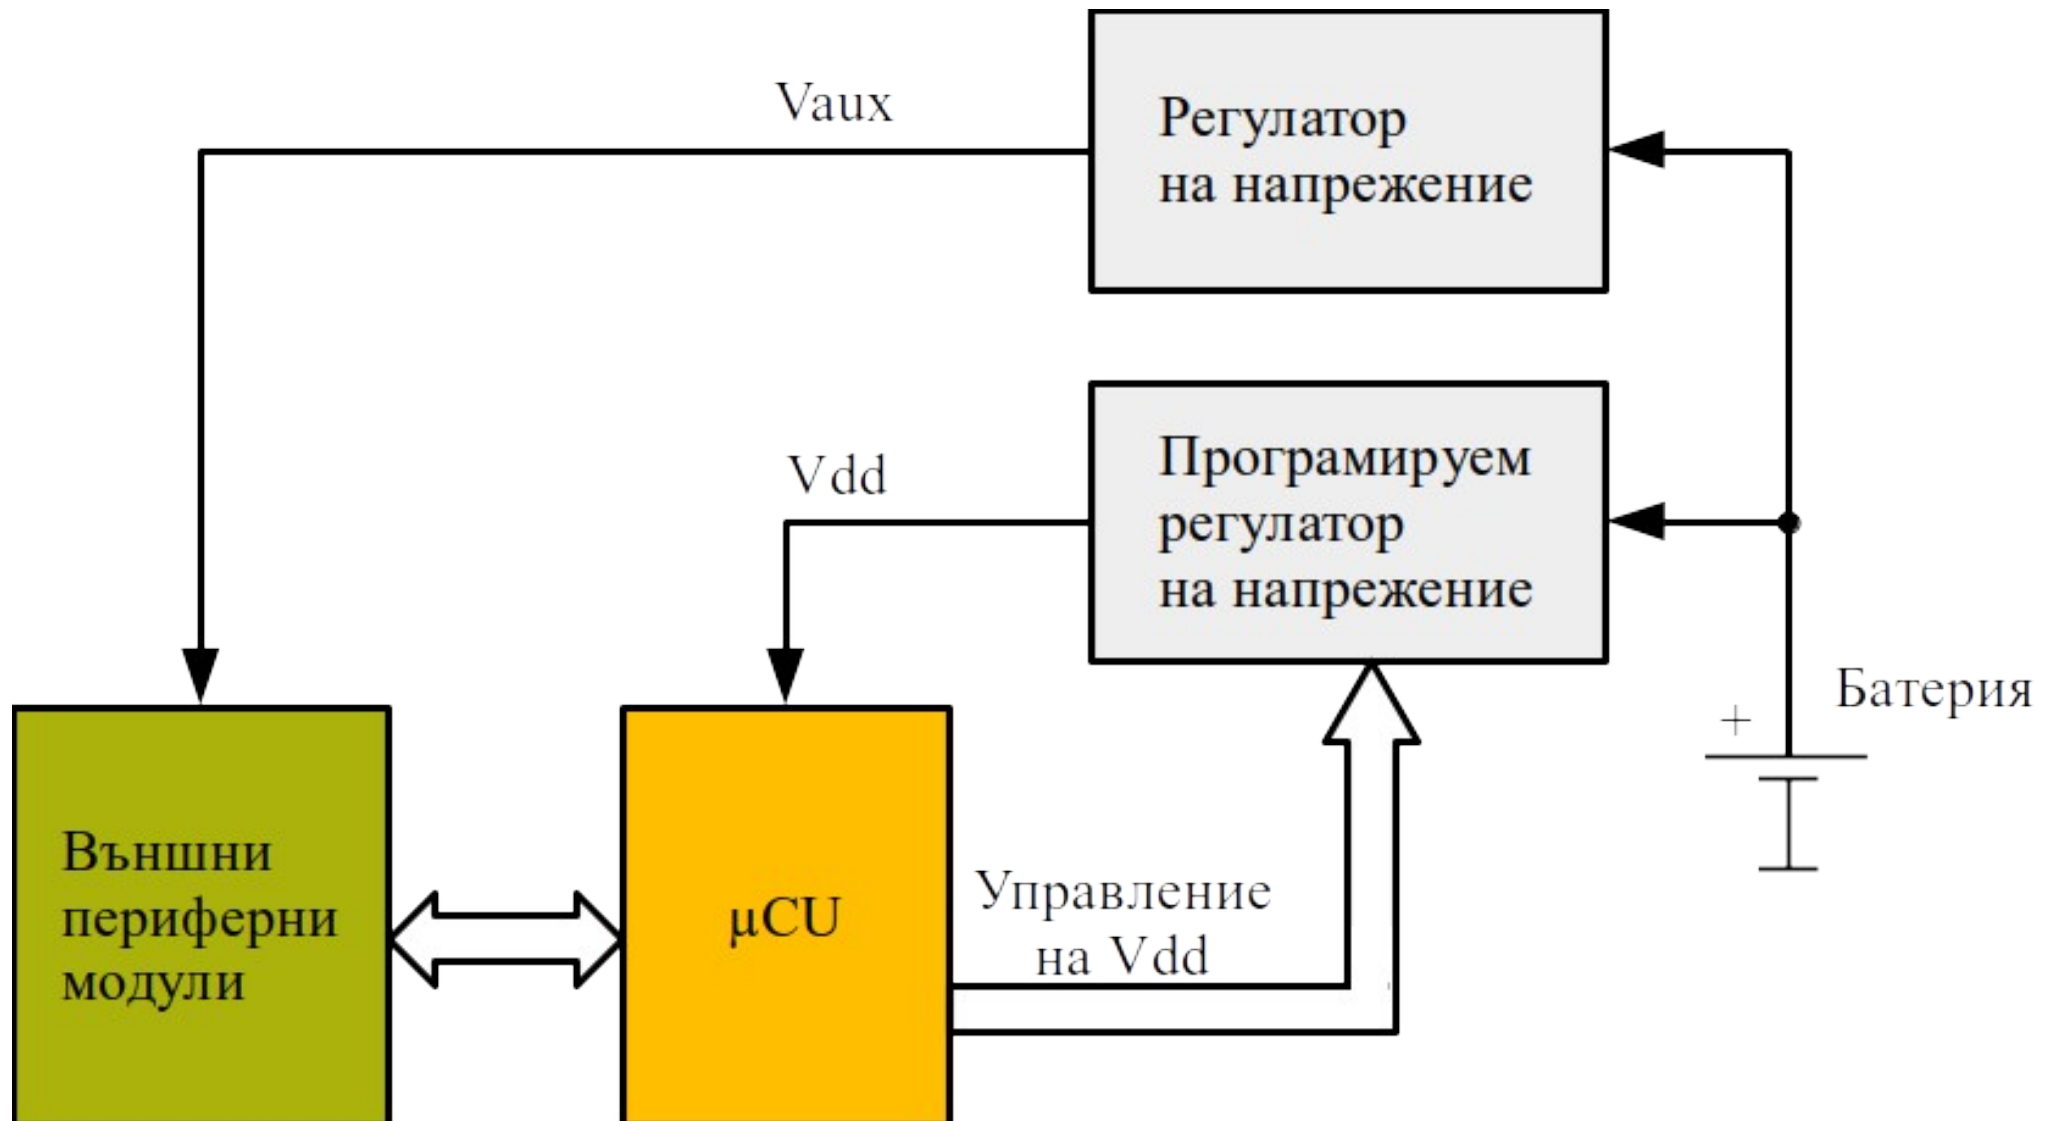 Vaux
Регулатор
на напрежение
Vdd
Програмируем
регулатор
на напрежение
Батерия
+
Външни
периферни
модули
µCU
Управление
на Vdd